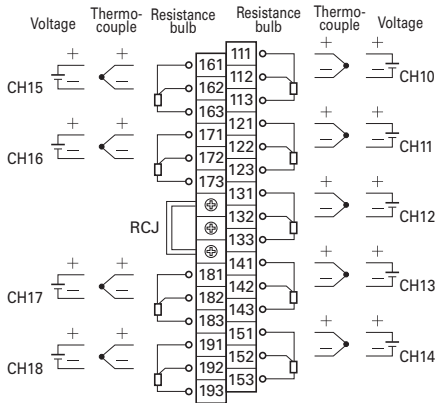 Voltage Thermo-couple Resistance bulb Resistance bulb Thermo-couple Voltage
161 111
CH15 162 112 CH10
163 113
171 121
CH16 172 122 CH11
173 123
131
RCJ 132 CH12
133
181 141
CH17 182 142 CH13
183 143
191 151
CH18 192 152 CH14
193 153